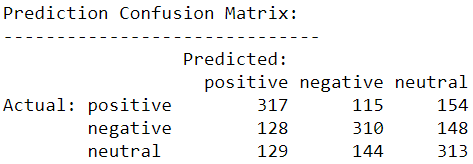 Prediction Confusion Matrix:
------------------------------
Predicted:
positive negative neutral
Actual: positive 317 115 154
negative 128 310 148
neutral 129 144 313